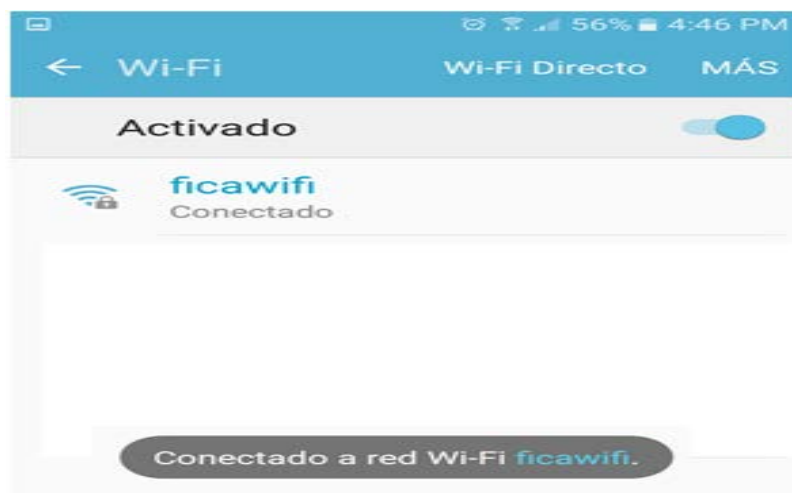 56% 4:46 PM
Wi-Fi Wi-Fi Directo MÁS
Activado
ficawifi
Conectado
Conectado a red Wi-Fi ficawifi.